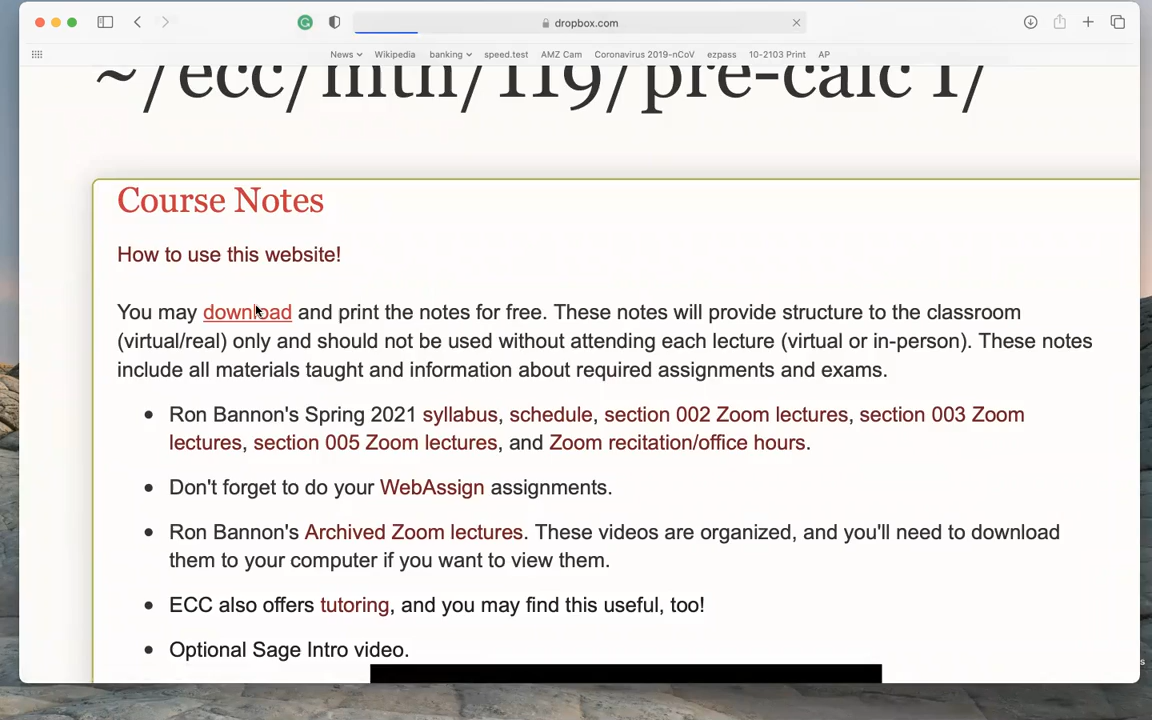 dropbox.com
News
Wikipedia
banking
speed.test
AMZ Cam
Coronavirus 2019-nCoV
ezpass
10-2103 Print
AP
~/ecc/mth/119/pre-calc 1/
Course Notes
How to use this website!
You may download and print the notes for free. These notes will provide structure to the classroom
(virtual/real) only and should not be used without attending each lecture (virtual or in-person). These notes
include all materials taught and information about required assignments and exams.
• Ron Bannon's Spring 2021 syllabus, schedule, section 002 Zoom lectures, section 003 Zoom
lectures, section 005 Zoom lectures, and Zoom recitation/office hours.
• Don't forget to do your WebAssign assignments.
• Ron Bannon's Archived Zoom lectures. These videos are organized, and you'll need to download
them to your computer if you want to view them.
• ECC also offers tutoring, and you may find this useful, too!
• Optional Sage Intro video.